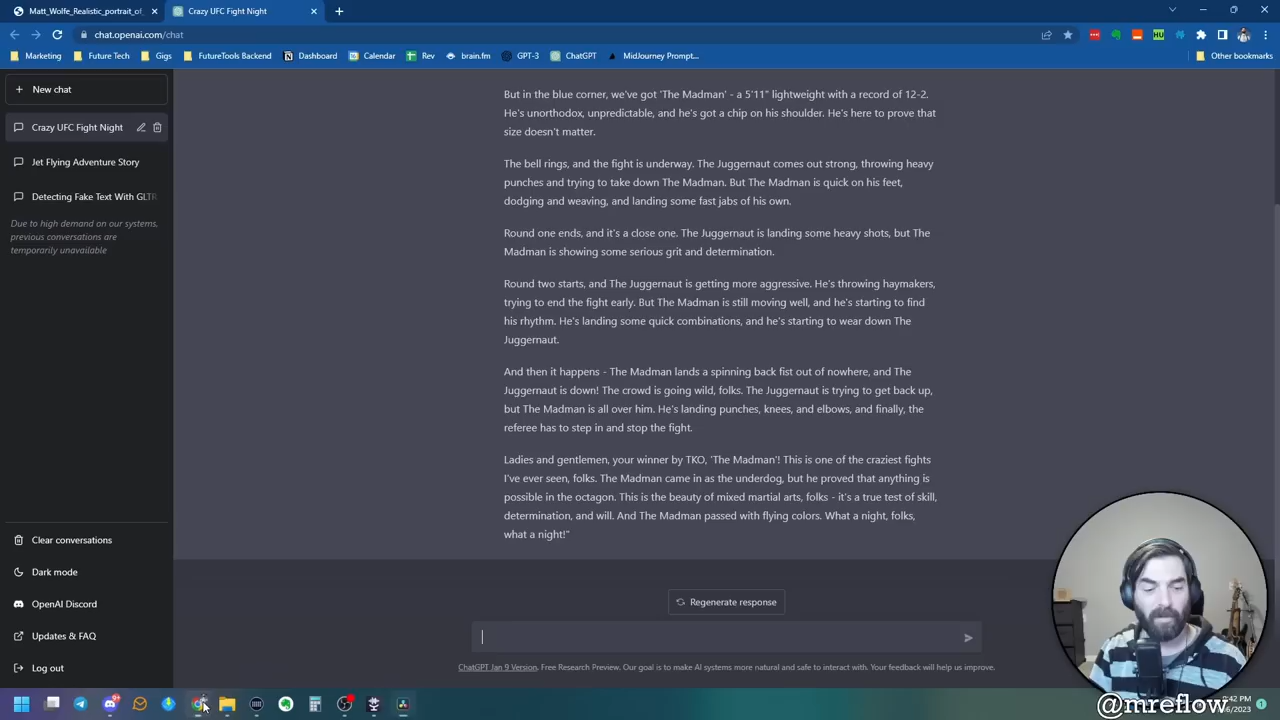 Matt_Wolfe_Realistic_portrait_of_
Crazy UFC Fight Night
chat.openai.com/chat
Marketing
Future Tech
Gigs
FutureTools Backend
Dashboard
Calendar
Rev
brain.fm
GPT-3
ChatGPT
MidJourney Prompt...
Other bookmarks
New chat
Crazy UFC Fight Night
Jet Flying Adventure Story
Detecting Fake Text With GLTR
Due to high demand on our systems,
previous conversations are
temporarily unavailable
Clear conversations
Dark mode
OpenAI Discord
Updates & FAQ
Log out
But in the blue corner, we've got 'The Madman' - a 5'11" lightweight with a record of 12-2.
He's unorthodox, unpredictable, and he's got a chip on his shoulder. He's here to prove that
size doesn't matter.
The bell rings, and the fight is underway. The Juggernaut comes out strong, throwing heavy
punches and trying to take down The Madman. But The Madman is quick on his feet,
dodging and weaving, and landing some fast jabs of his own.
Round one ends, and it's a close one. The Juggernaut is landing some heavy shots, but The
Madman is showing some serious grit and determination.
Round two starts, and The Juggernaut is getting more aggressive. He's throwing haymakers,
trying to end the fight early. But The Madman is still moving well, and he's starting to find
his rhythm. He's landing some quick combinations, and he's starting to wear down The
Juggernaut.
And then it happens - The Madman lands a spinning back fist out of nowhere, and The
Juggernaut is down! The crowd is going wild, folks. The Juggernaut is trying to get back up,
but The Madman is all over him. He's landing punches, knees, and elbows, and finally, the
referee has to step in and stop the fight.
Ladies and gentlemen, your winner by TKO, 'The Madman'! This is one of the craziest fights
I've ever seen, folks. The Madman came in as the underdog, but he proved that anything is
possible in the octagon. This is the beauty of mixed martial arts, folks - it's a true test of skill,
determination, and will. And The Madman passed with flying colors. What a night, folks,
what a night!"
Regenerate response
ChatGPT Jan 9 Version. Free Research Preview. Our goal is to make AI systems more natural and safe to interact with. Your feedback will help us improve.
@mreflow